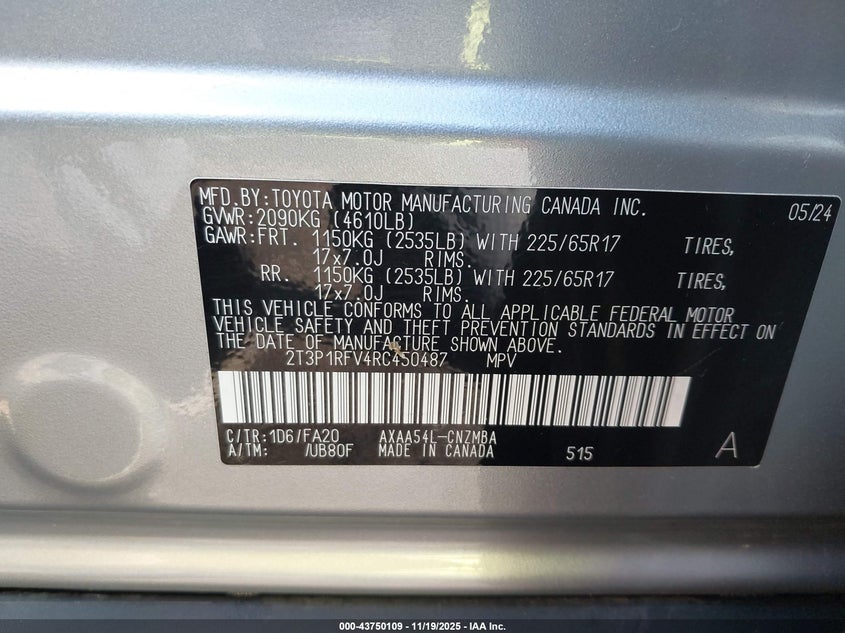 MFD.BY:TOYOTA MOTOR MANUFACTURING CANADA INC. 05/24
GVWR:2090KG (4610LB)
GAWR:FRT. 1150KG (2535LB) WITH 225/65R17 TIRES,
17x7.0J RIMS.
RR. 1150KG (2535LB) WITH 225/65R17 TIRES,
17x7.0J RIMS.
THIS VEHICLE CONFORMS TO ALL APPLICABLE FEDERAL MOTOR
VEHICLE SAFETY AND THEFT PREVENTION STANDARDS IN EFFECT ON
THE DATE OF MANUFACTURE SHOWN ABOVE.
2T3P1RFV4RC450487 MPV
C/TR:1D6/FA20 AXAA54L-CNZMBA
A/TM: /UB80F MADE IN CANADA 515 A
000-43750109 - 11/19/2025 - IAA Inc.